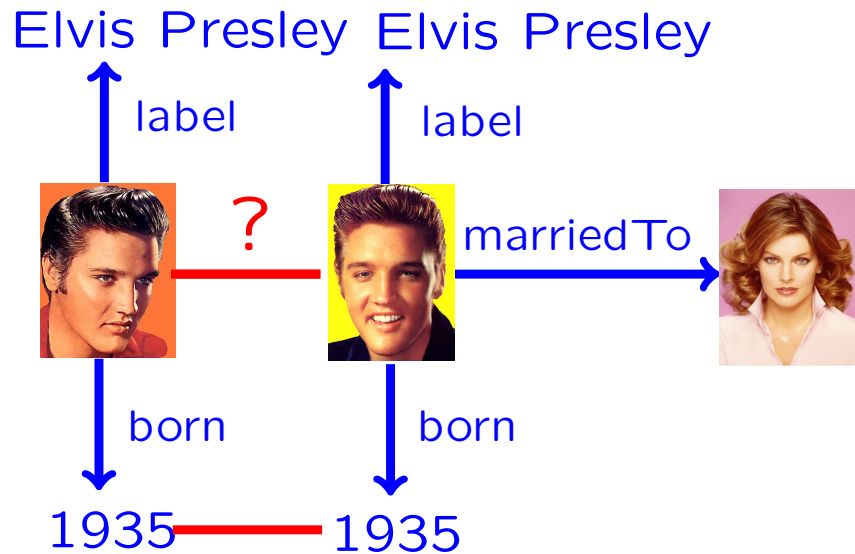 Elvis Presley Elvis Presley
label label
?
marriedTo
born born
1935 1935